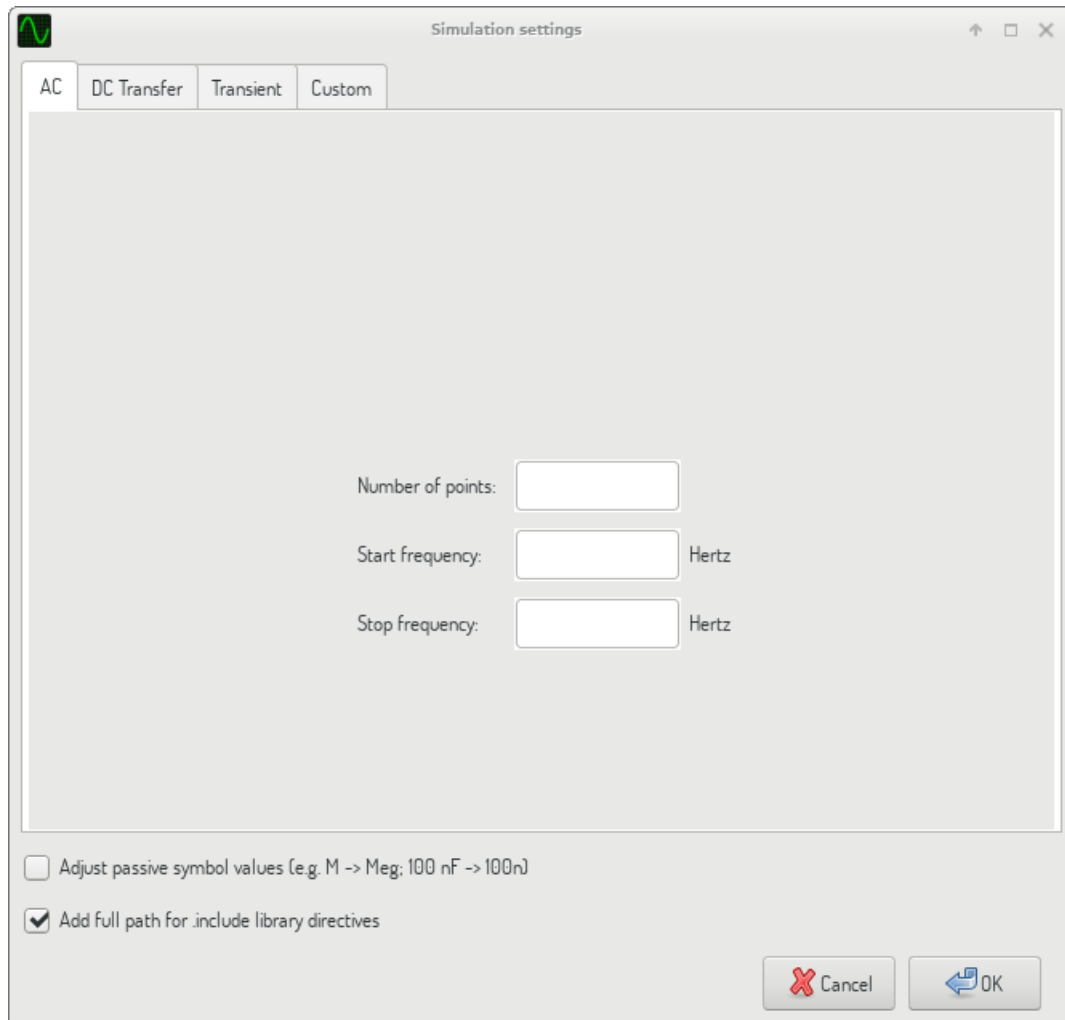 Simulation settings
AC DC Transfer Transient Custom
Number of points:
Start frequency: Hertz
Stop frequency: Hertz
Adjust passive symbol values (e.g. M -> Meg; 100 nF -> 100n)
Add full path for .include library directives
Cancel OK